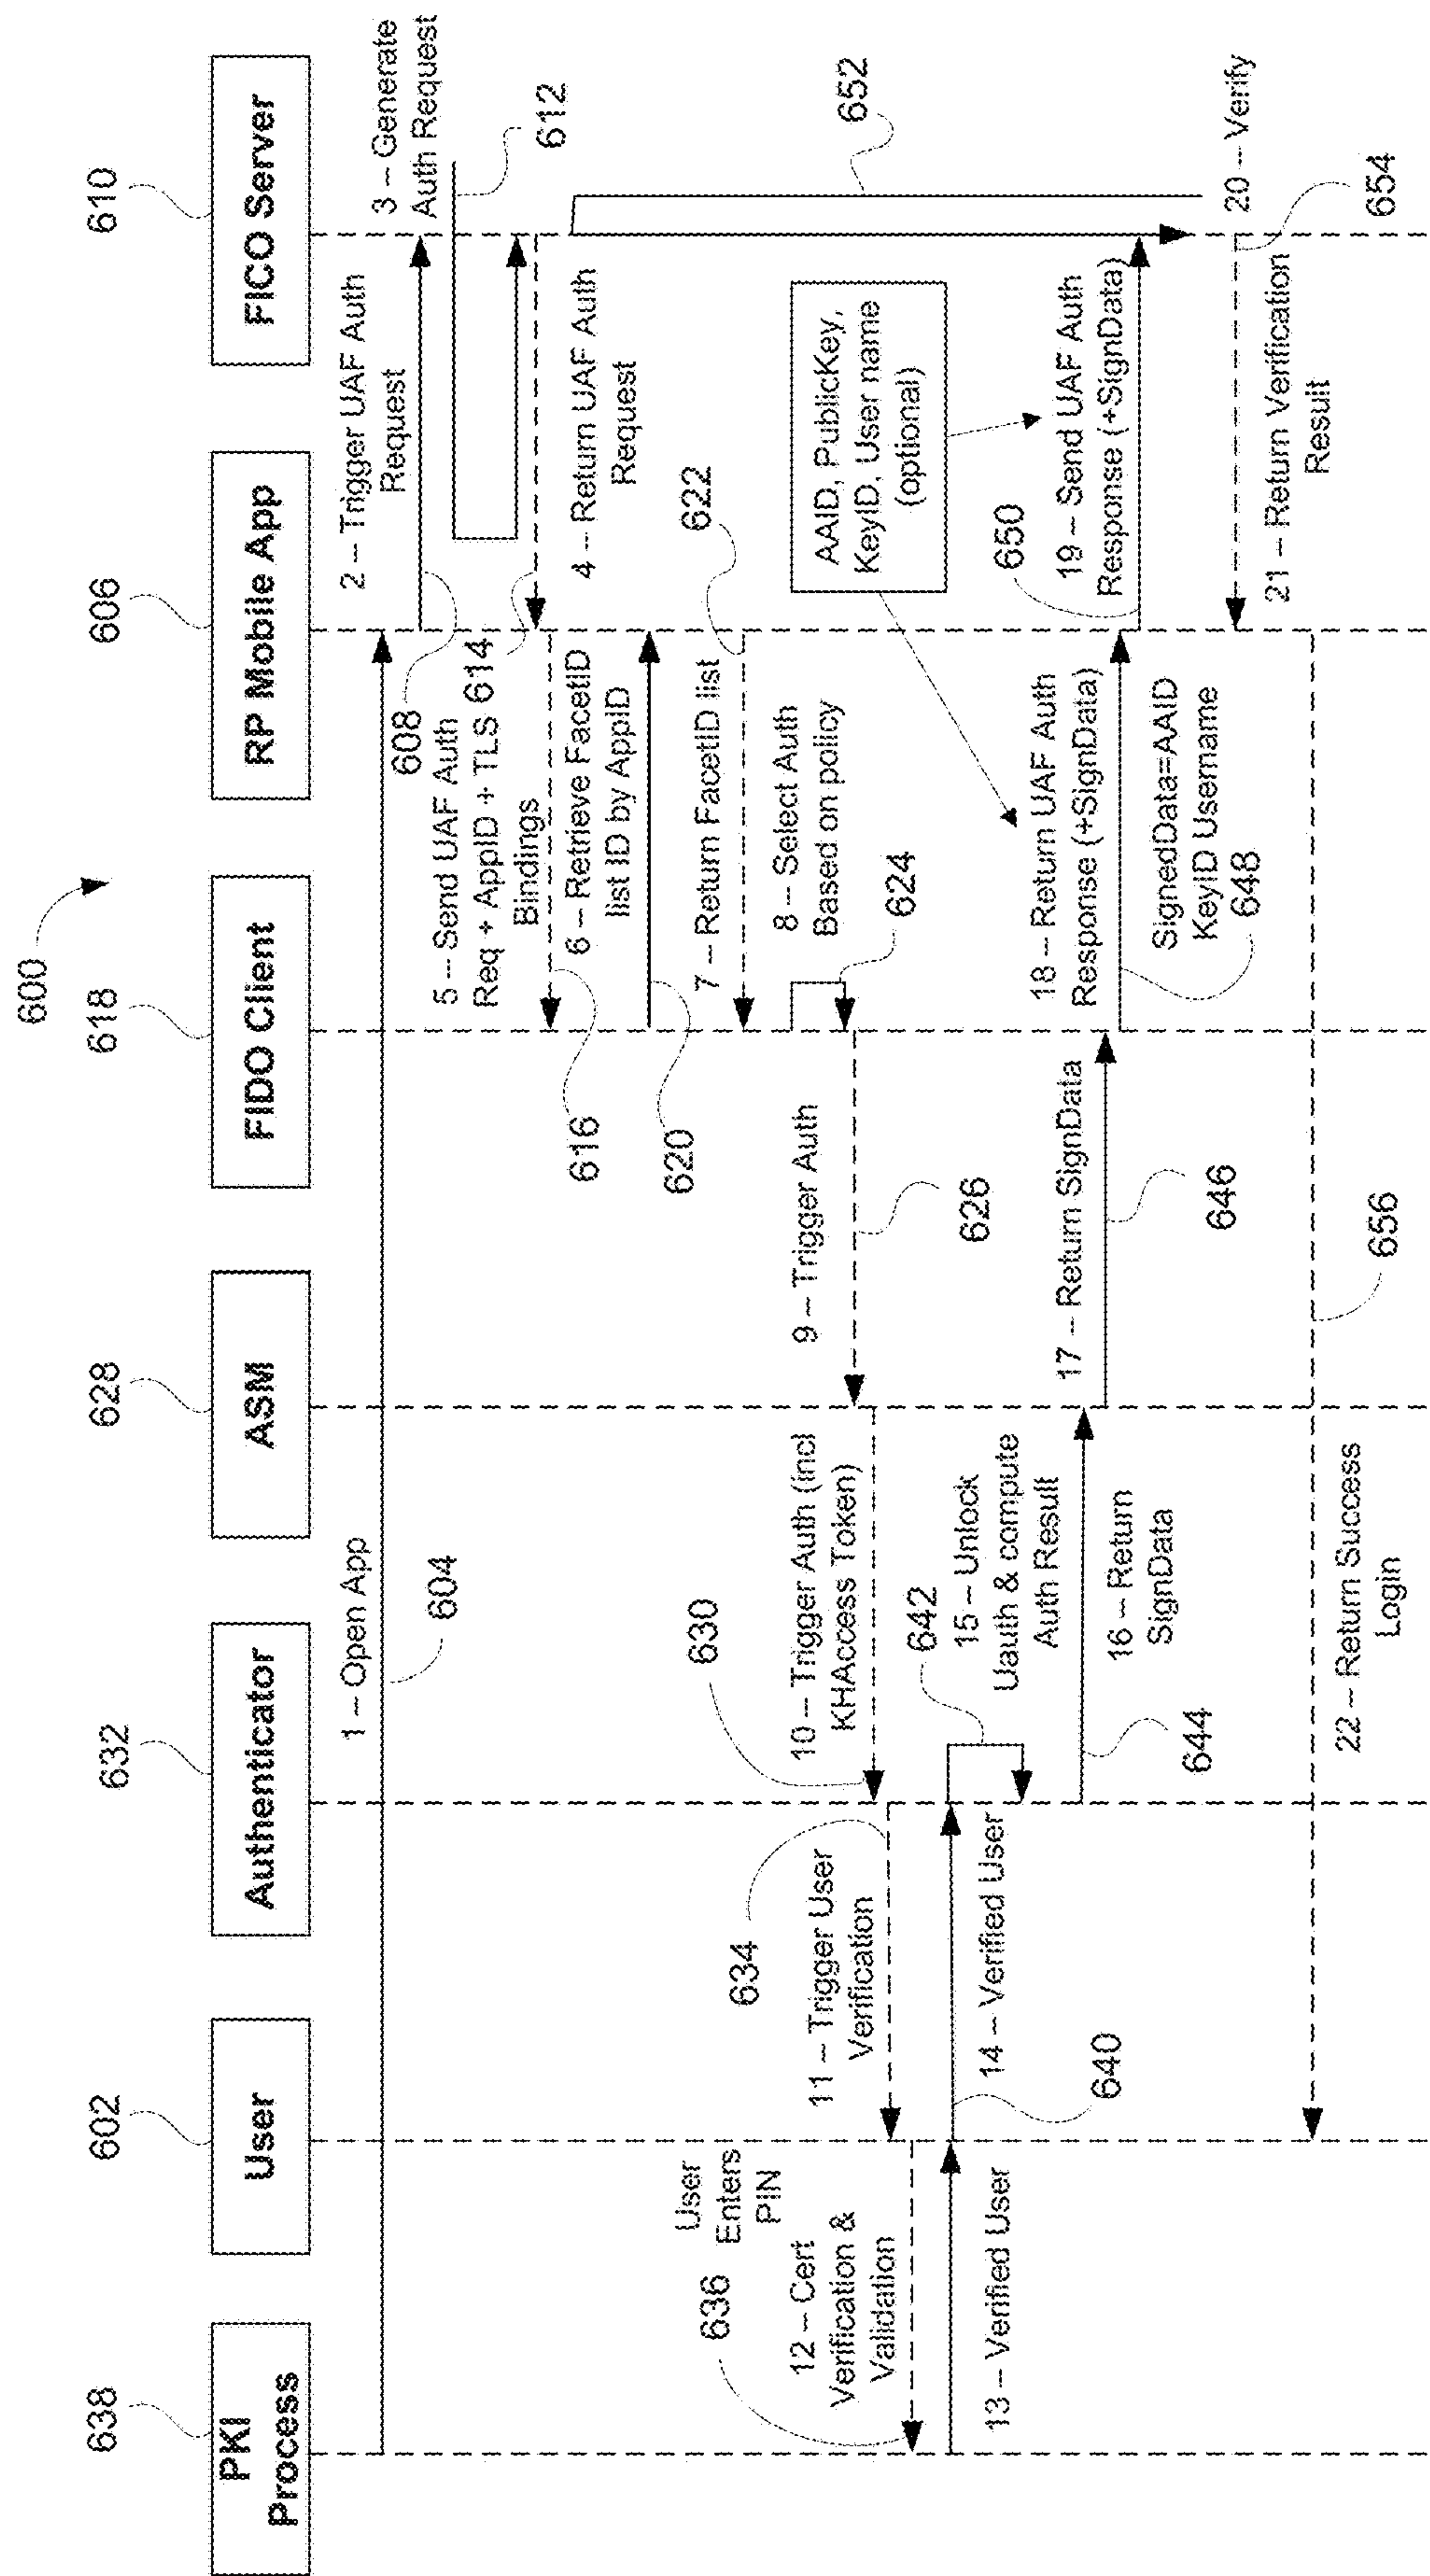 600
638
602
632
628
618
606
610
PKI
Process
User
Authenticator
ASM
FIDO Client
RP Mobile App
FICO Server
1 – Open App
604
2 – Trigger UAF Auth
Request
608
3 – Generate
Auth Request
612
4 – Return UAF Auth
Request
614
5 – Send UAF Auth
Req + AppID + TLS
Bindings
616
6 – Retrieve FacetID
list ID by AppID
620
7 – Return FacetID list
622
8 – Select Auth
Based on policy
624
9 – Trigger Auth
626
10 – Trigger Auth (incl
KHAccess Token)
630
11 – Trigger User
Verification
634
User
Enters
PIN
636
12 – Cert
Verification &
Validation
13 – Verified User
14 – Verified User
640
642
15 – Unlock
Uauth & compute
Auth Result
16 – Return
SignData
644
17 – Return SignData
646
18 – Return UAF Auth
Response (+SignData)
SignedData=AAID
KeyID Username
648
AAID, PublicKey,
KeyID, User name
(optional)
650
19 – Send UAF Auth
Response (+SignData)
652
20 – Verify
654
21 – Return Verification
Result
22 – Return Success
Login
656